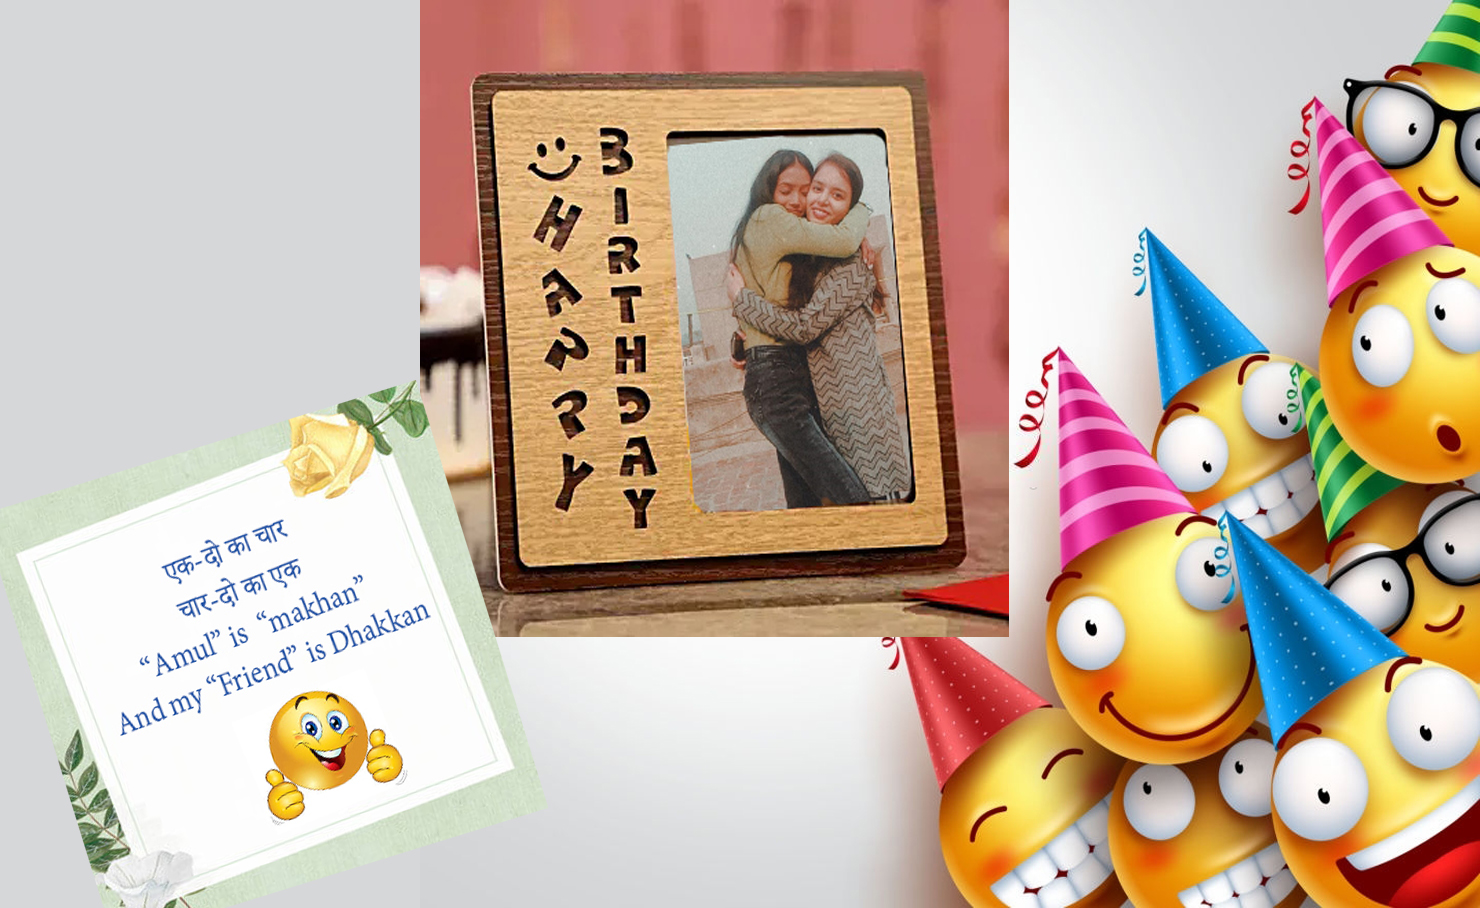 HAPPY
BIRTHDAY
एक-दो का चार
चार-दो का एक
“Amul” is “makhan”
And my “Friend” is Dhakkan